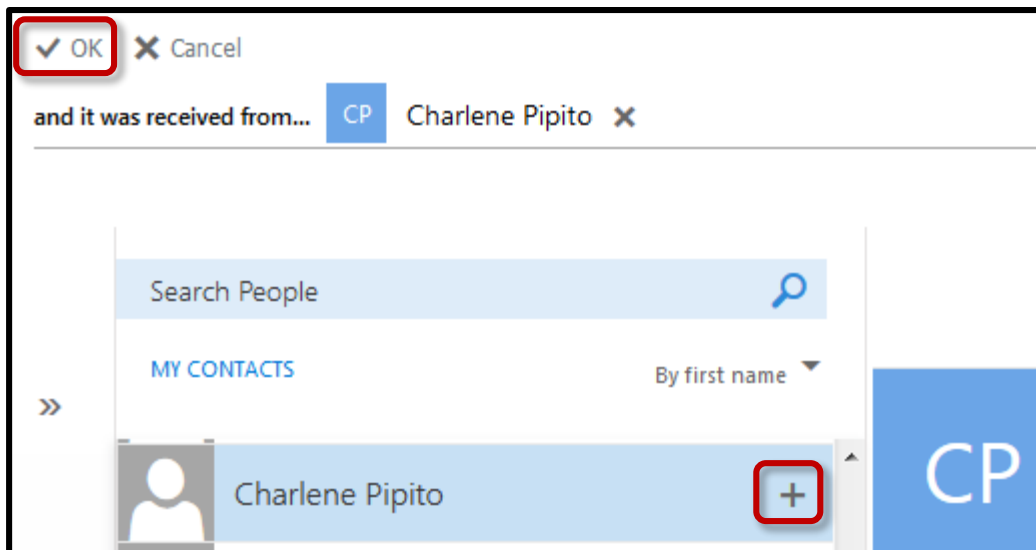 OK Cancel
and it was received from... CP Charlene Pipito
Search People
MY CONTACTS By first name
Charlene Pipito
CP